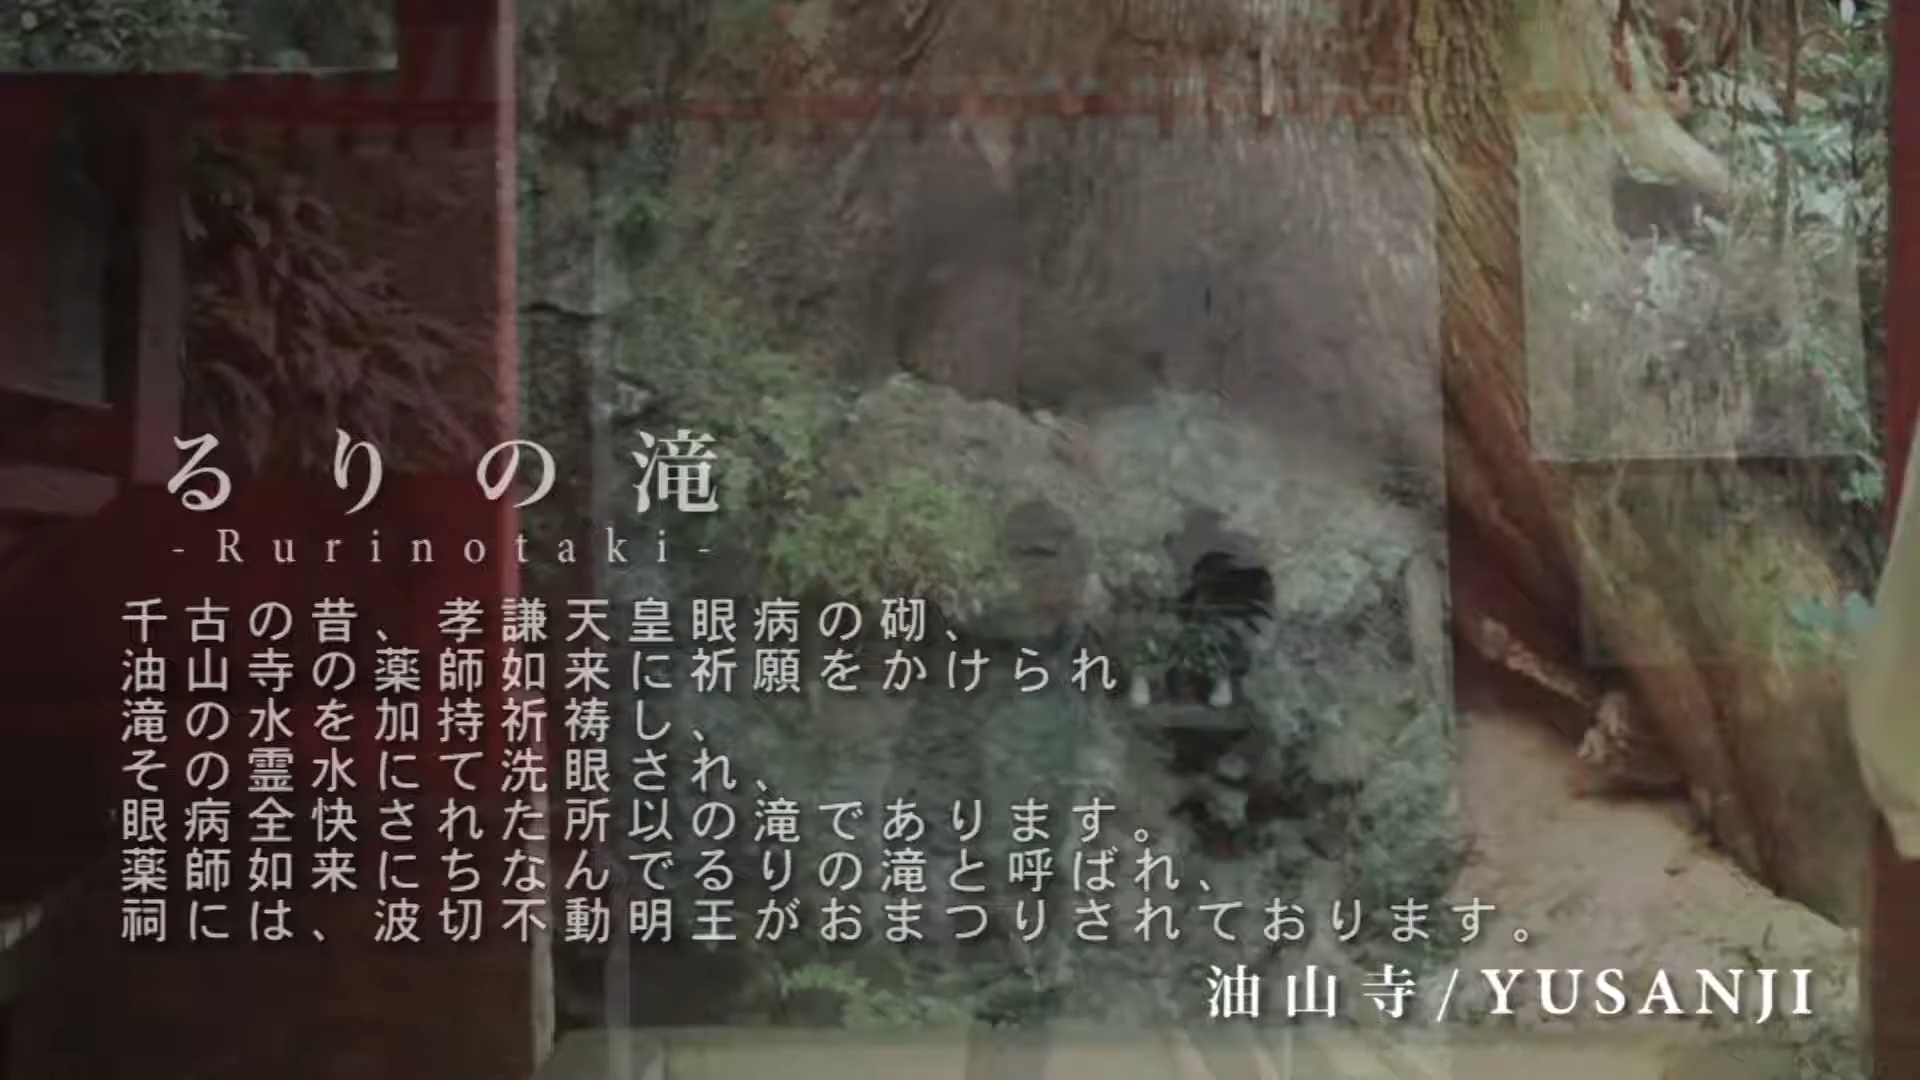 るりの滝
-Rurinotaki-
千古の昔、孝謙天皇眼病の砌、
油山寺の薬師如来に祈願をかけられ
滝の水を加持祈祷し、
その霊水にて洗眼され、
眼病全快された所以の滝であります。
薬師如来にちなんでるりの滝と呼ばれ、
祠には、波切不動明王がおまつりされております。
油山寺/YUSANJI